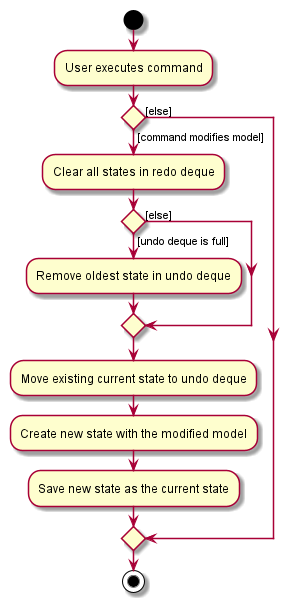 User executes command
[else]
[command modifies model]
Clear all states in redo deque
[else]
[undo deque is full]
Remove oldest state in undo deque
Move existing current state to undo deque
Create new state with the modified model
Save new state as the current state